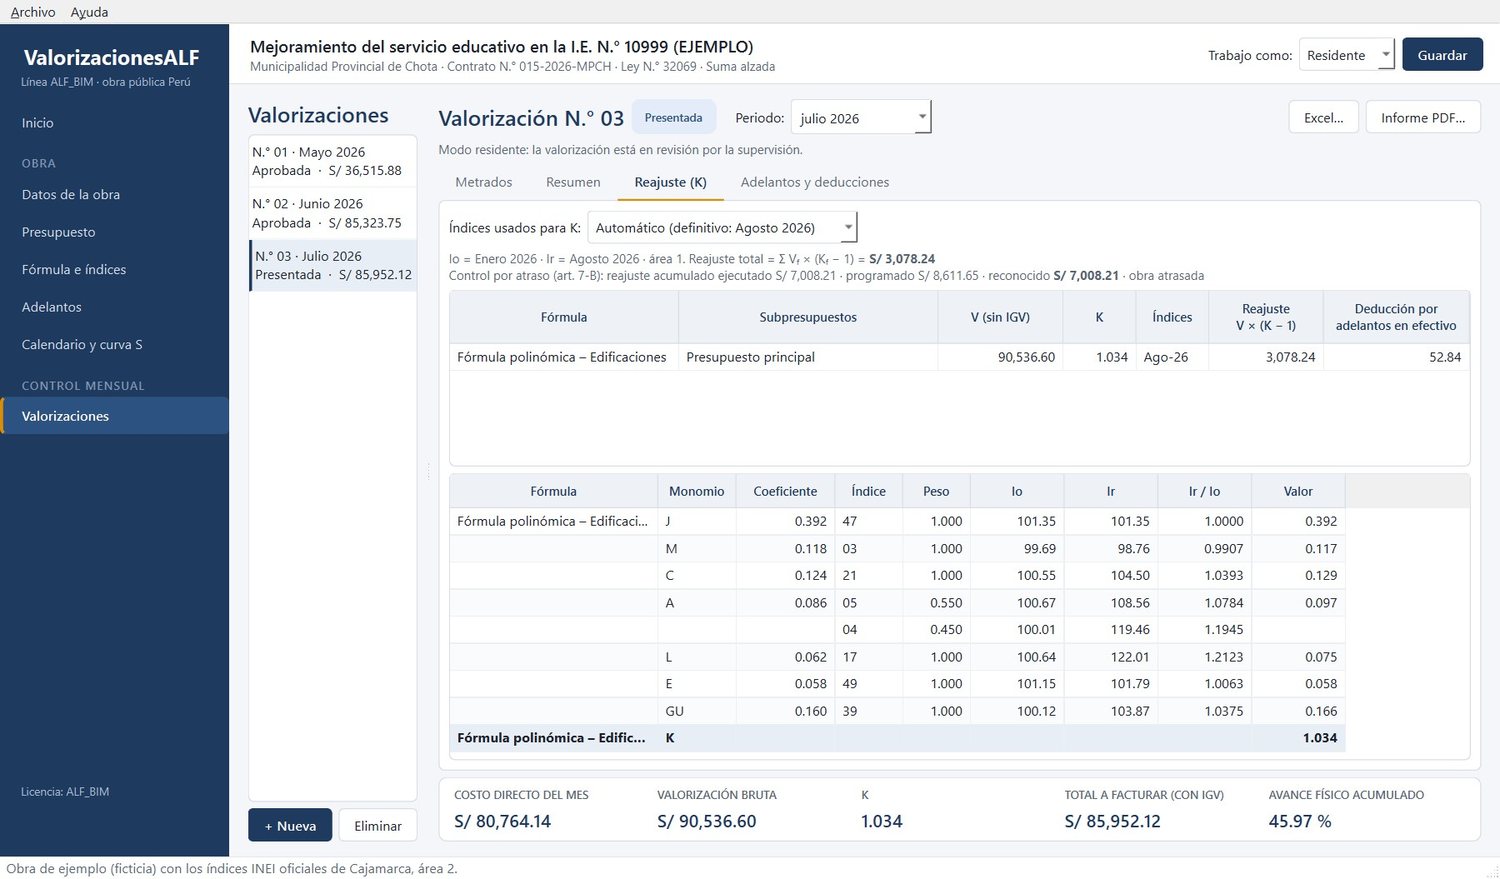 Archivo Ayuda
ValorizacionesALF
Línea ALF_BIM · obra pública Perú
Inicio
OBRA
Datos de la obra
Presupuesto
Fórmula e índices
Adelantos
Calendario y curva S
CONTROL MENSUAL
Valorizaciones
Licencia: ALF_BIM
Mejoramiento del servicio educativo en la I.E. N.° 10999 (EJEMPLO)
Municipalidad Provincial de Chota · Contrato N.° 015-2026-MPCH · Ley N.° 32069 · Suma alzada
Trabajo como: Residente Guardar
Valorizaciones
N.° 01 · Mayo 2026
Aprobada · S/ 36,515.88
N.° 02 · Junio 2026
Aprobada · S/ 85,323.75
N.° 03 · Julio 2026
Presentada · S/ 85,952.12
+ Nueva Eliminar
Valorización N.° 03 Presentada Periodo: julio 2026 Excel... Informe PDF...
Modo residente: la valorización está en revisión por la supervisión.
Metrados Resumen Reajuste (K) Adelantos y deducciones
Índices usados para K: Automático (definitivo: Agosto 2026)
Io = Enero 2026 · Ir = Agosto 2026 · área 1. Reajuste total = Σ Vᵣ × (Kᵣ − 1) = S/ 3,078.24
Control por atraso (art. 7-B): reajuste acumulado ejecutado S/ 7,008.21 · programado S/ 8,611.65 · reconocido S/ 7,008.21 · obra atrasada
Fórmula Subpresupuestos V (sin IGV) K Índices Reajuste V × (K − 1) Deducción por adelantos en efectivo
Fórmula polinómica – Edificaciones Presupuesto principal 90,536.60 1.034 Ago-26 3,078.24 52.84
Fórmula Monomio Coeficiente Índice Peso Io Ir Ir / Io Valor
Fórmula polinómica – Edificaci... J 0.392 47 1.000 101.35 101.35 1.0000 0.392
M 0.118 03 1.000 99.69 98.76 0.9907 0.117
C 0.124 21 1.000 100.55 104.50 1.0393 0.129
A 0.086 05 0.550 100.67 108.56 1.0784 0.097
04 0.450 100.01 119.46 1.1945
L 0.062 17 1.000 100.64 122.01 1.2123 0.075
E 0.058 49 1.000 101.15 101.79 1.0063 0.058
GU 0.160 39 1.000 100.12 103.87 1.0375 0.166
Fórmula polinómica – Edific... K 1.034
COSTO DIRECTO DEL MES VALORIZACIÓN BRUTA K TOTAL A FACTURAR (CON IGV) AVANCE FÍSICO ACUMULADO
S/ 80,764.14 S/ 90,536.60 1.034 S/ 85,952.12 45.97 %
Obra de ejemplo (ficticia) con los índices INEI oficiales de Cajamarca, área 2.